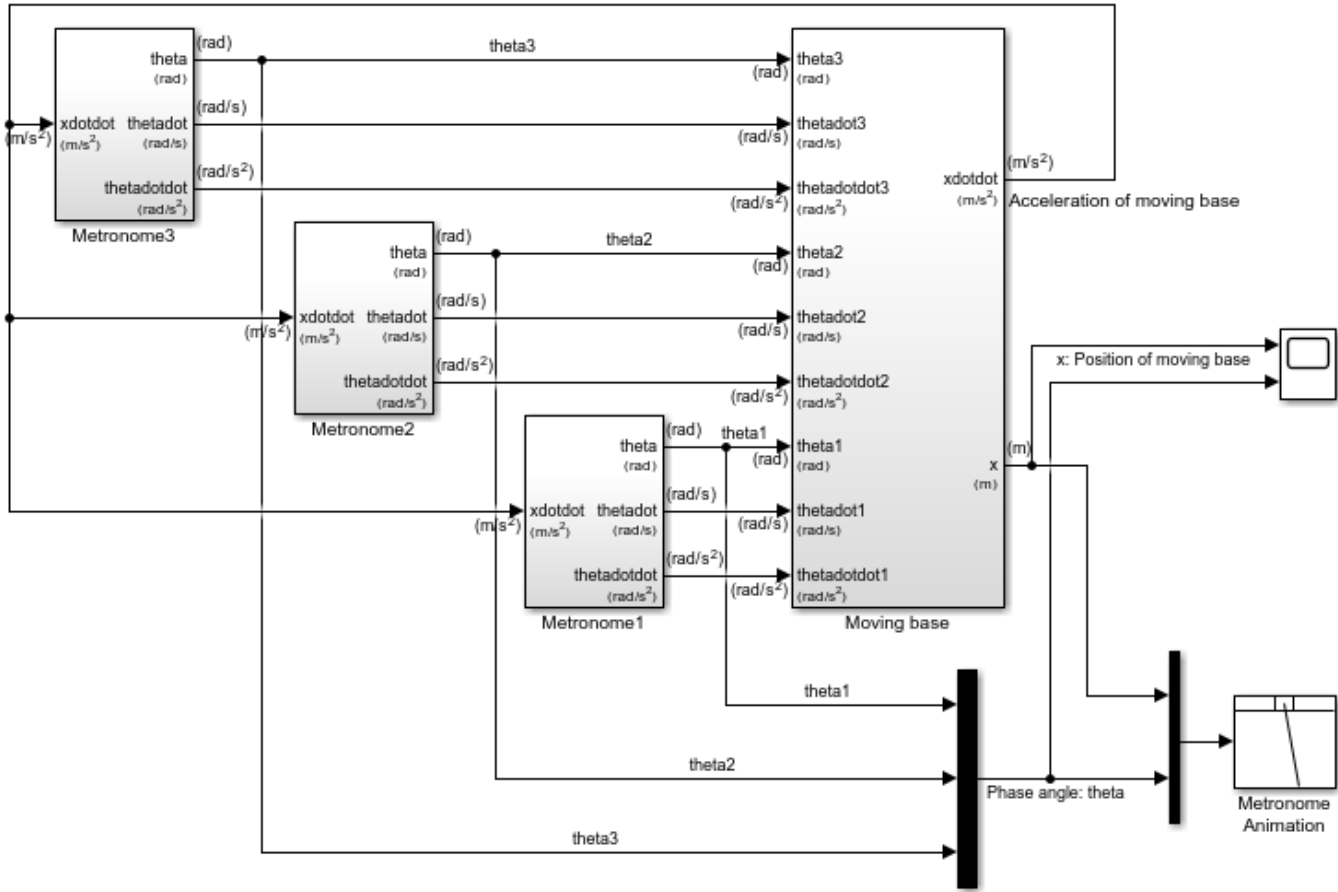 (rad)
theta
(rad)
theta3
(rad)
theta3
(rad)
(rad/s)
(m/s²)
xdotdot
(m/s²)
thetadot
(rad/s)
(rad/s)
thetadot3
(rad/s)
(rad/s²)
thetadotdot
(rad/s²)
(rad/s²)
thetadotdot3
(rad/s²)
Metronome3
(m/s²)
xdotdot
(m/s²)
Acceleration of moving base
(rad)
theta
(rad)
theta2
(rad)
theta2
(rad)
(rad/s)
(m/s²)
xdotdot
(m/s²)
thetadot
(rad/s)
(rad/s)
thetadot2
(rad/s)
(rad/s²)
thetadotdot
(rad/s²)
(rad/s²)
thetadotdot2
(rad/s²)
Metronome2
x: Position of moving base
(rad)
theta
(rad)
theta1
(rad)
theta1
(rad)
(m)
x
(m)
(rad/s)
(m/s²)
xdotdot
(m/s²)
thetadot
(rad/s)
(rad/s)
thetadot1
(rad/s)
(rad/s²)
thetadotdot
(rad/s²)
(rad/s²)
thetadotdot1
(rad/s²)
Metronome1
Moving base
theta1
theta2
theta3
Phase angle: theta
Metronome
Animation